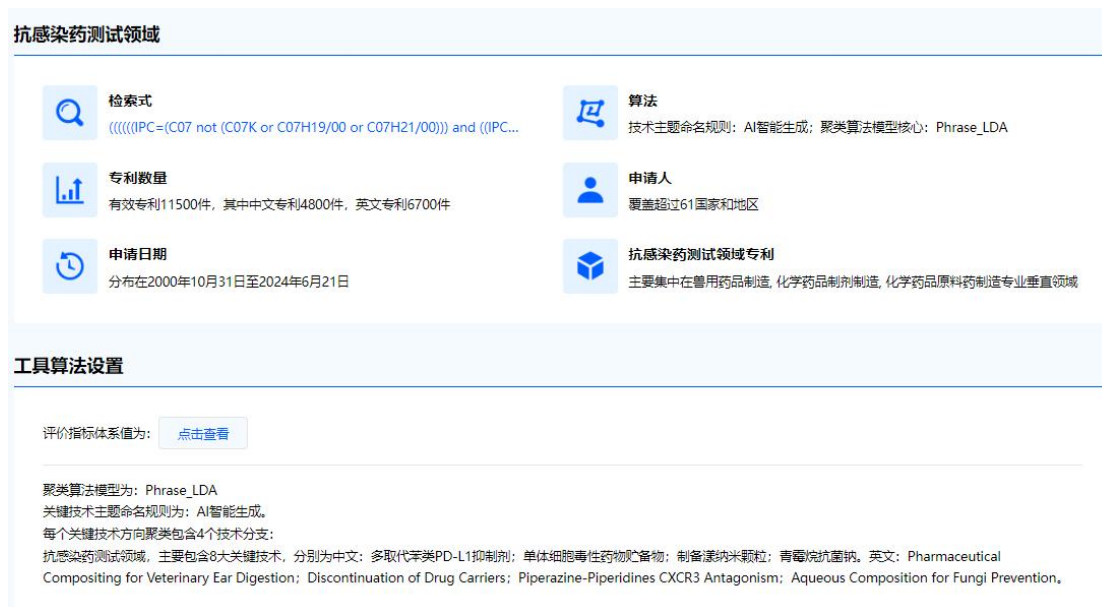 抗感染药测试领域
检索式
((((((IPC=(C07 not (C07K or C07H19/00 or C07H21/00))) and ((IPC...
算法
技术主题命名规则：AI智能生成；聚类算法模型核心：Phrase_LDA
专利数量
有效专利11500件，其中中文专利4800件，英文专利6700件
申请人
覆盖超过61国家和地区
申请日期
分布在2000年10月31日至2024年6月21日
抗感染药测试领域专利
主要集中在兽用药品制造, 化学药品制剂制造, 化学药品原料药制造专业垂直领域
工具算法设置
评价指标体系值为： 点击查看
聚类算法模型为：Phrase_LDA
关键技术主题命名规则为：AI智能生成。
每个关键技术方向聚类包含4个技术分支：
抗感染药测试领域，主要包含8大关键技术，分别为中文：多取代苯类PD-L1抑制剂；单体细胞毒性药物贮备物；制备漾纳米颗粒；青霉烷抗菌钠。英文：Pharmaceutical
Compositing for Veterinary Ear Digestion；Discontinuation of Drug Carriers；Piperazine-Piperidines CXCR3 Antagonism；Aqueous Composition for Fungi Prevention。